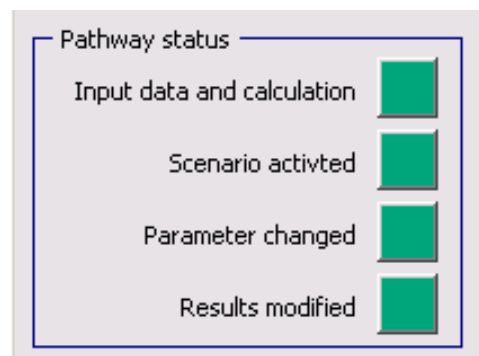 Pathway status
Input data and calculation
Scenario activted
Parameter changed
Results modified